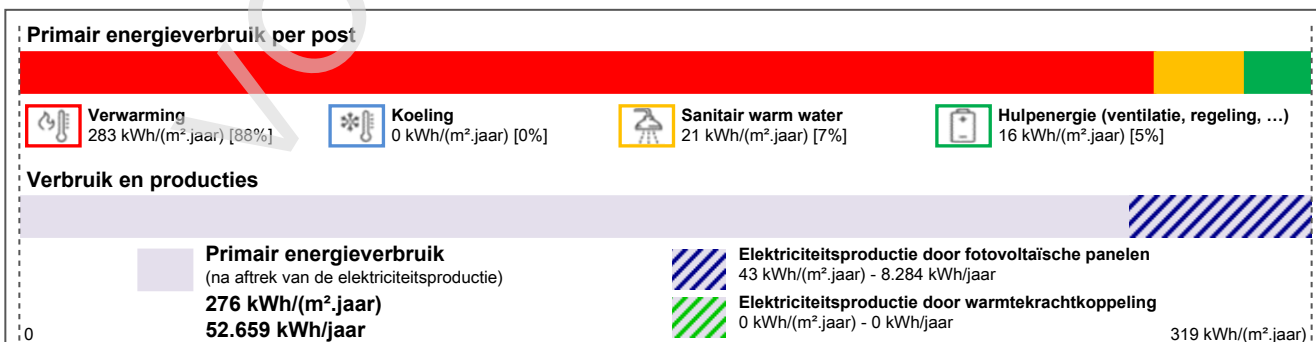 Primair energieverbruik per post
Verwarming
283 kWh/(m².jaar) [88%]
Koeling
0 kWh/(m².jaar) [0%]
Sanitair warm water
21 kWh/(m².jaar) [7%]
Hulpenergie (ventilatie, regeling, …)
16 kWh/(m².jaar) [5%]
Verbruik en producties
Primair energieverbruik
(na aftrek van de elektriciteitsproductie)
276 kWh/(m².jaar)
52.659 kWh/jaar
Elektriciteitsproductie door fotovoltaïsche panelen
43 kWh/(m².jaar) - 8.284 kWh/jaar
Elektriciteitsproductie door warmtekrachtkoppeling
0 kWh/(m².jaar) - 0 kWh/jaar
0
319 kWh/(m².jaar)